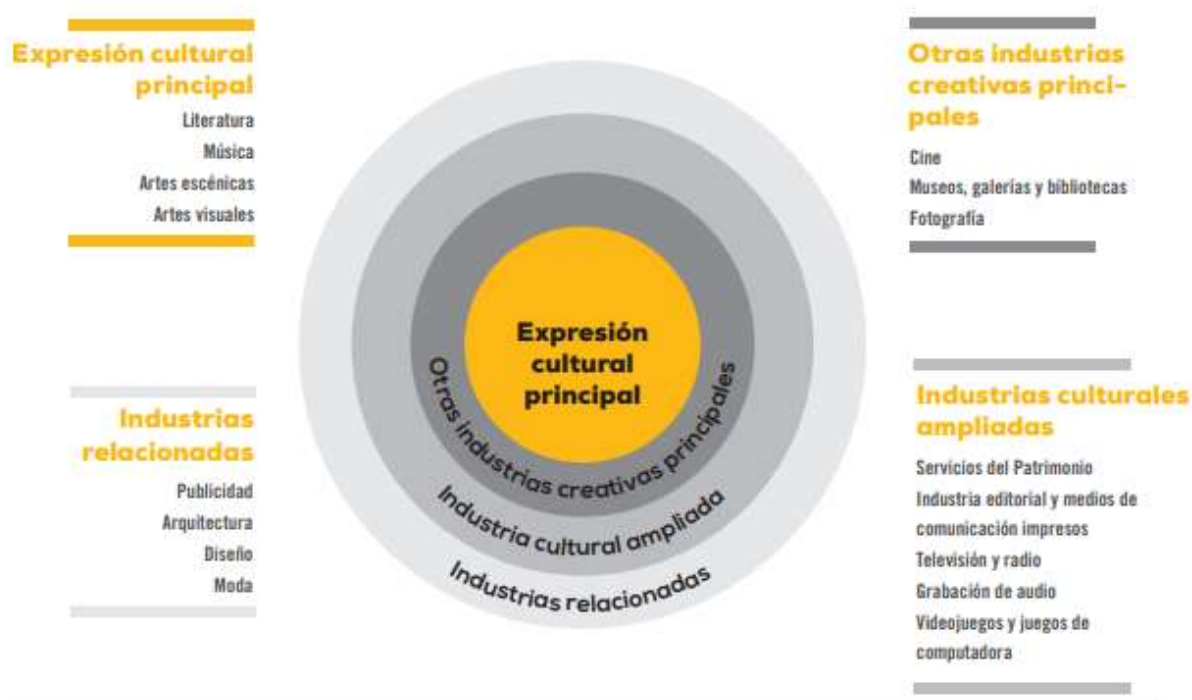 Expresión cultural
principal
Literatura
Música
Artes escénicas
Artes visuales
Otras industrias
creativas princi-
pales
Cine
Museos, galerías y bibliotecas
Fotografía
Expresión
cultural
principal
Otras industrias creativas principales
Industria cultural ampliada
Industrias relacionadas
Industrias
relacionadas
Publicidad
Arquitectura
Diseño
Moda
Industrias culturales
ampliadas
Servicios del Patrimonio
Industria editorial y medios de
comunicación impresos
Televisión y radio
Grabación de audio
Videojuegos y juegos de
computadora